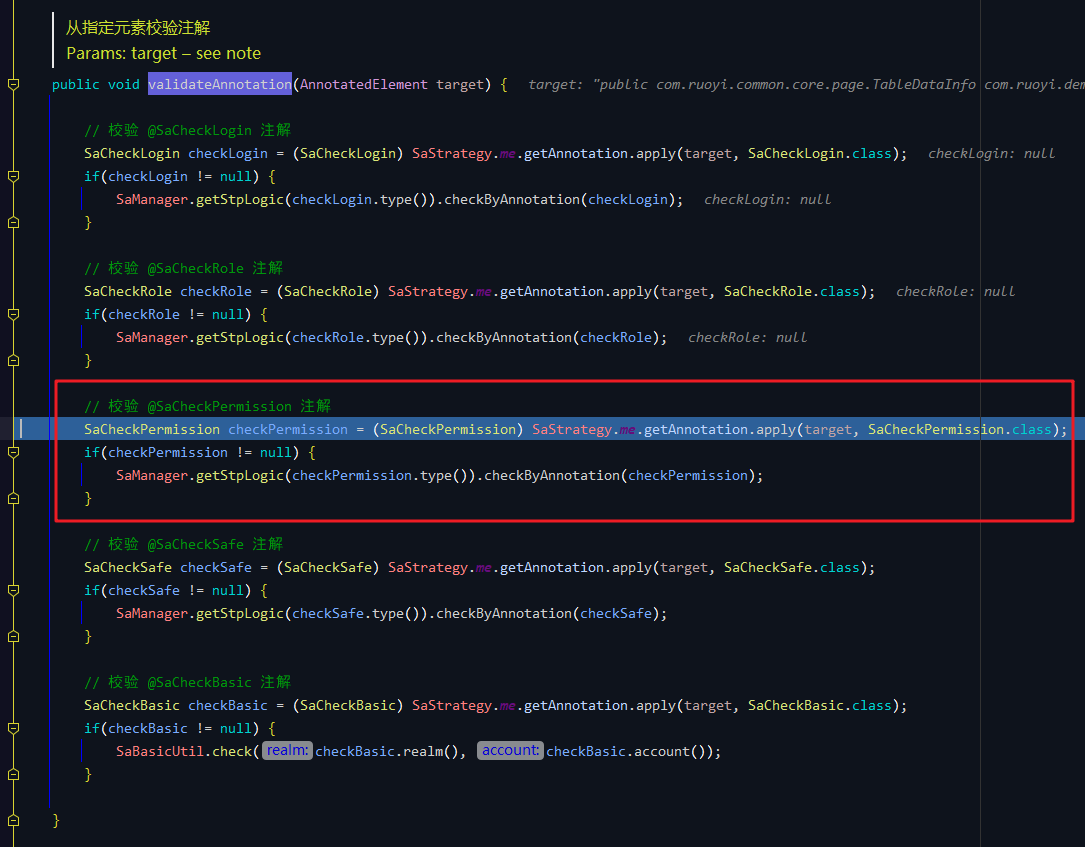 从指定元素校验注解
Params: target – see note
public void validateAnnotation(AnnotatedElement target) {   target: "public com.ruoyi.common.core.page.TableDataInfo com.ruoyi.dem
// 校验 @SaCheckLogin 注解
SaCheckLogin checkLogin = (SaCheckLogin) SaStrategy.me.getAnnotation.apply(target, SaCheckLogin.class);   checkLogin: null
if(checkLogin != null) {
SaManager.getStpLogic(checkLogin.type()).checkByAnnotation(checkLogin);   checkLogin: null
}
// 校验 @SaCheckRole 注解
SaCheckRole checkRole = (SaCheckRole) SaStrategy.me.getAnnotation.apply(target, SaCheckRole.class);   checkRole: null
if(checkRole != null) {
SaManager.getStpLogic(checkRole.type()).checkByAnnotation(checkRole);   checkRole: null
}
// 校验 @SaCheckPermission 注解
SaCheckPermission checkPermission = (SaCheckPermission) SaStrategy.me.getAnnotation.apply(target, SaCheckPermission.class);
if(checkPermission != null) {
SaManager.getStpLogic(checkPermission.type()).checkByAnnotation(checkPermission);
}
// 校验 @SaCheckSafe 注解
SaCheckSafe checkSafe = (SaCheckSafe) SaStrategy.me.getAnnotation.apply(target, SaCheckSafe.class);
if(checkSafe != null) {
SaManager.getStpLogic(checkSafe.type()).checkByAnnotation(checkSafe);
}
// 校验 @SaCheckBasic 注解
SaCheckBasic checkBasic = (SaCheckBasic) SaStrategy.me.getAnnotation.apply(target, SaCheckBasic.class);
if(checkBasic != null) {
SaBasicUtil.check( realm: checkBasic.realm(), account: checkBasic.account());
}
}